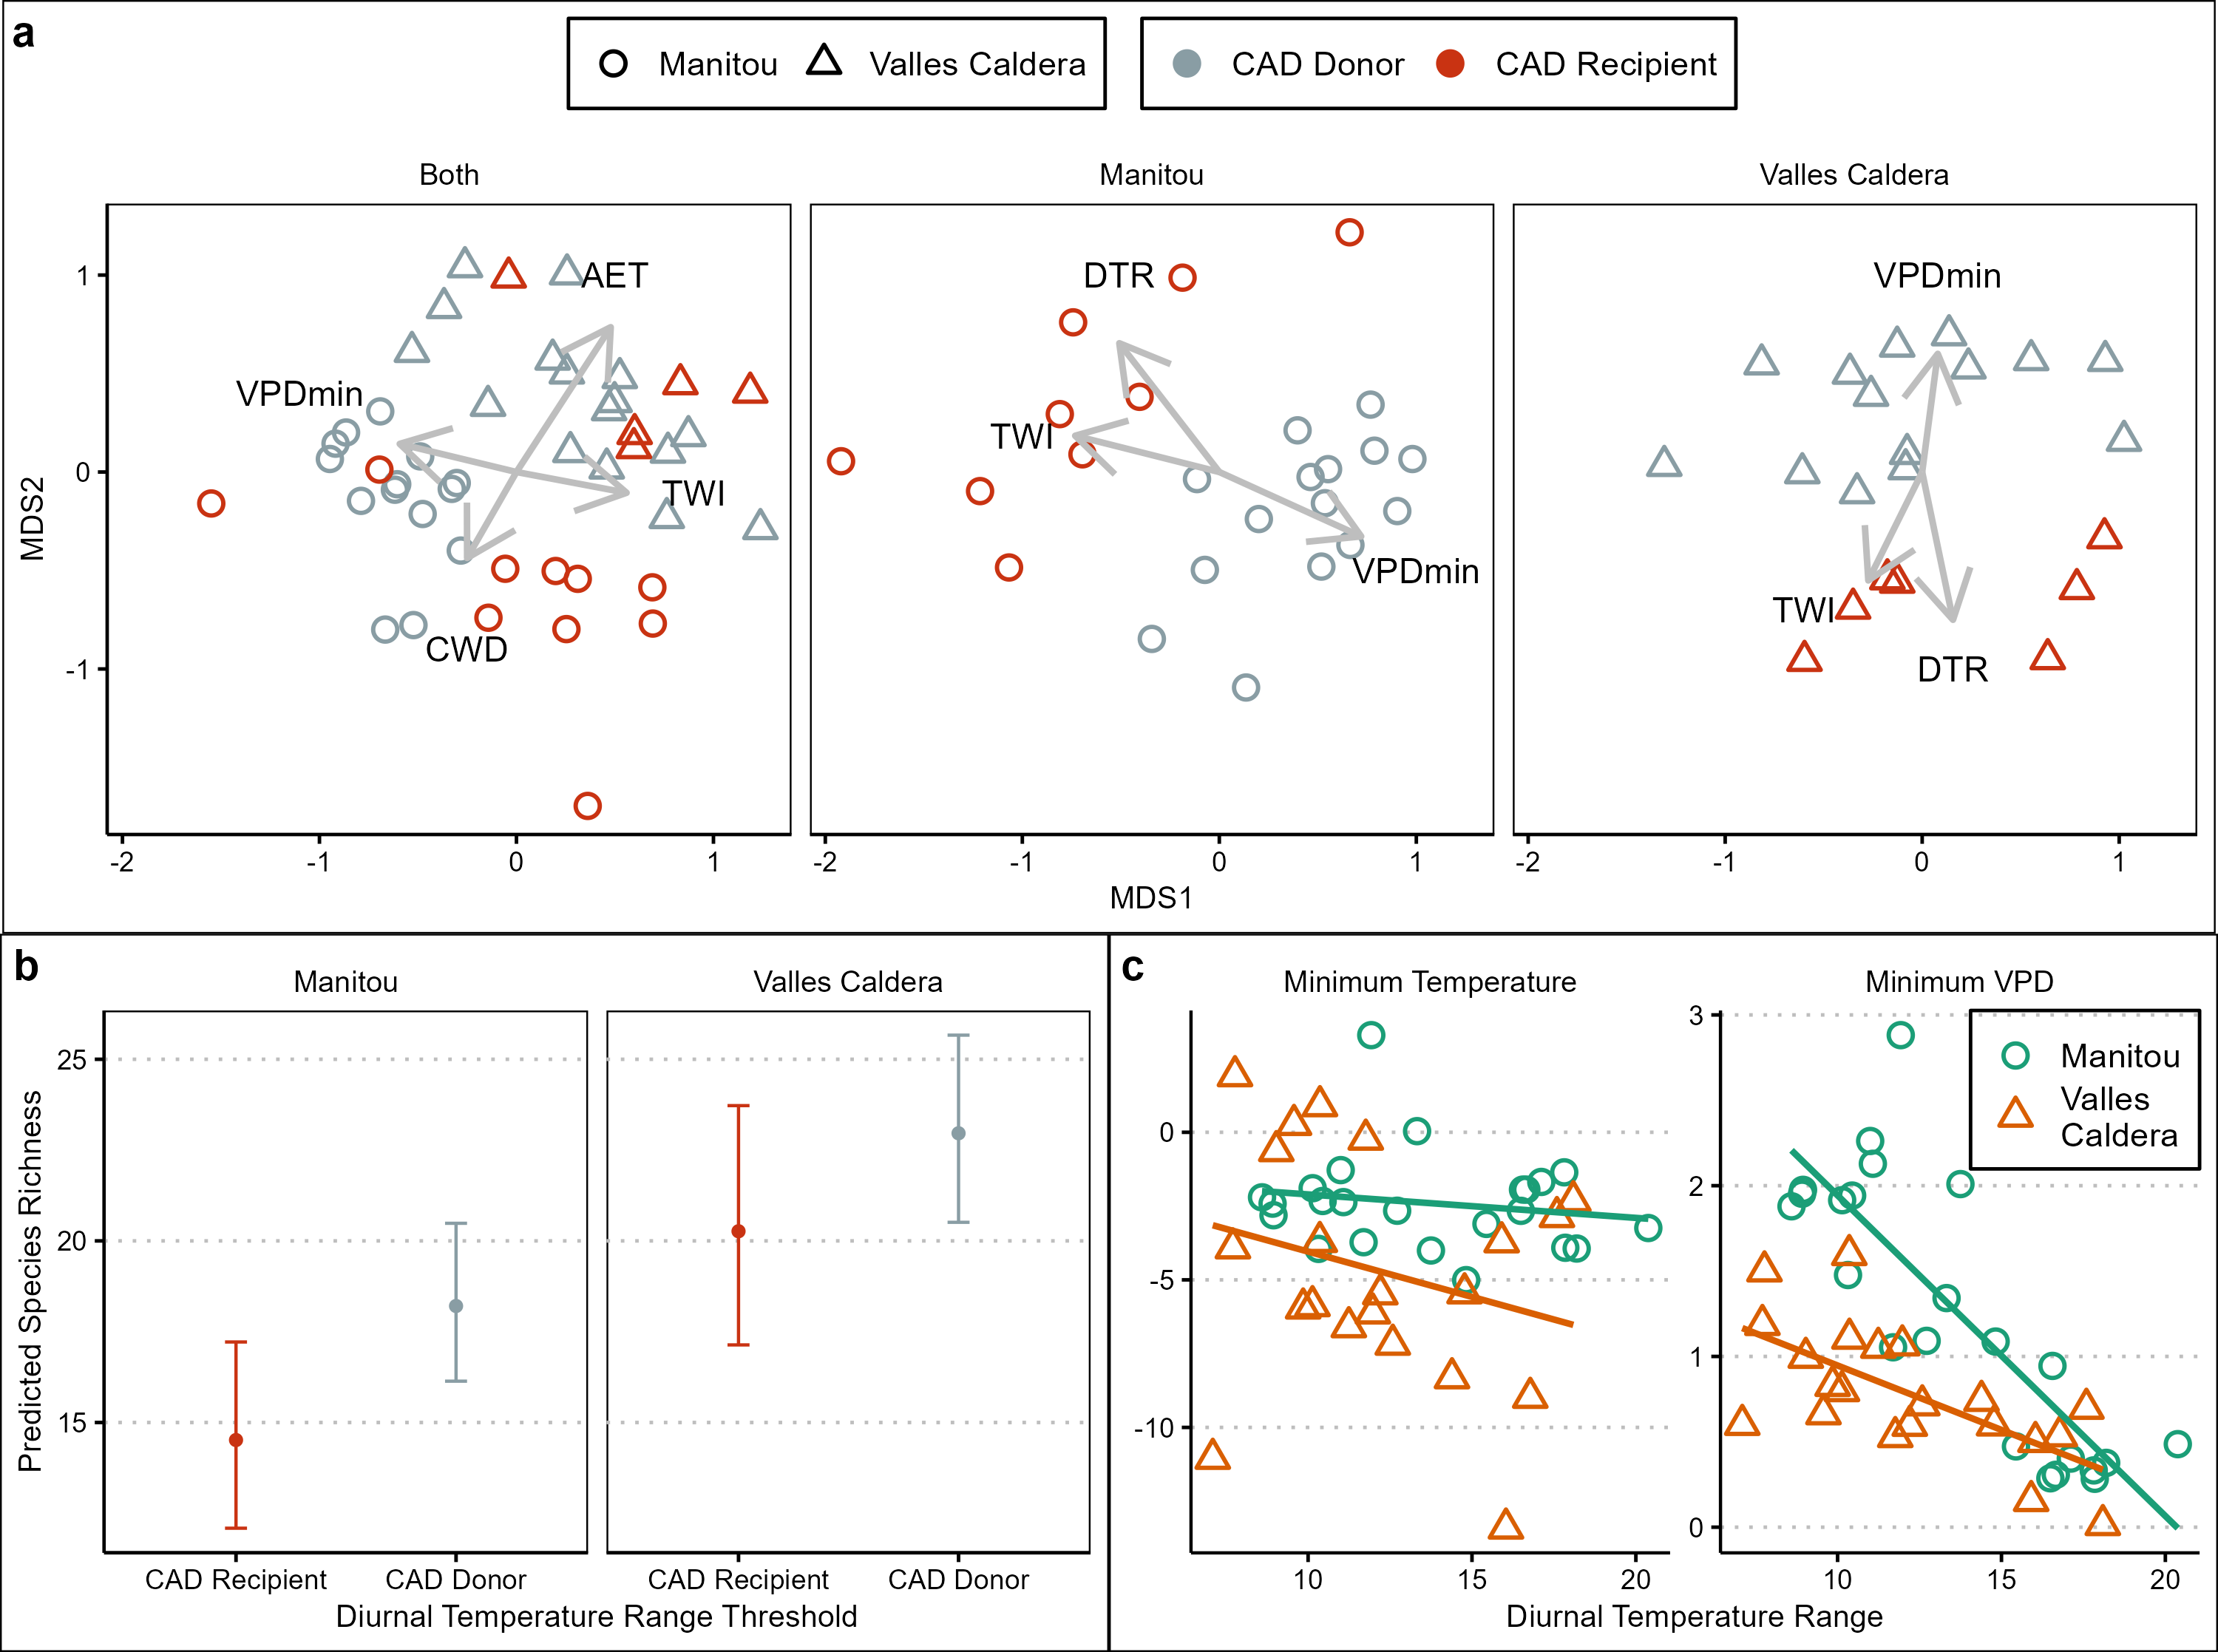 a
Manitou Valles Caldera CAD Donor CAD Recipient
Both Manitou Valles Caldera
AET
VPDmin
TWI
CWD
DTR
TWI
VPDmin
VPDmin
TWI
DTR
MDS2
1
0
-1
-2 -1 0 1
-2 -1 0 1
-2 -1 0 1
MDS1
b
Manitou Valles Caldera
Predicted Species Richness
25
20
15
CAD Recipient CAD Donor CAD Recipient CAD Donor
Diurnal Temperature Range Threshold
c
Minimum Temperature Minimum VPD
0
-5
-10
10 15 20
3
2
1
0
10 15 20
Manitou
Valles
Caldera
Diurnal Temperature Range